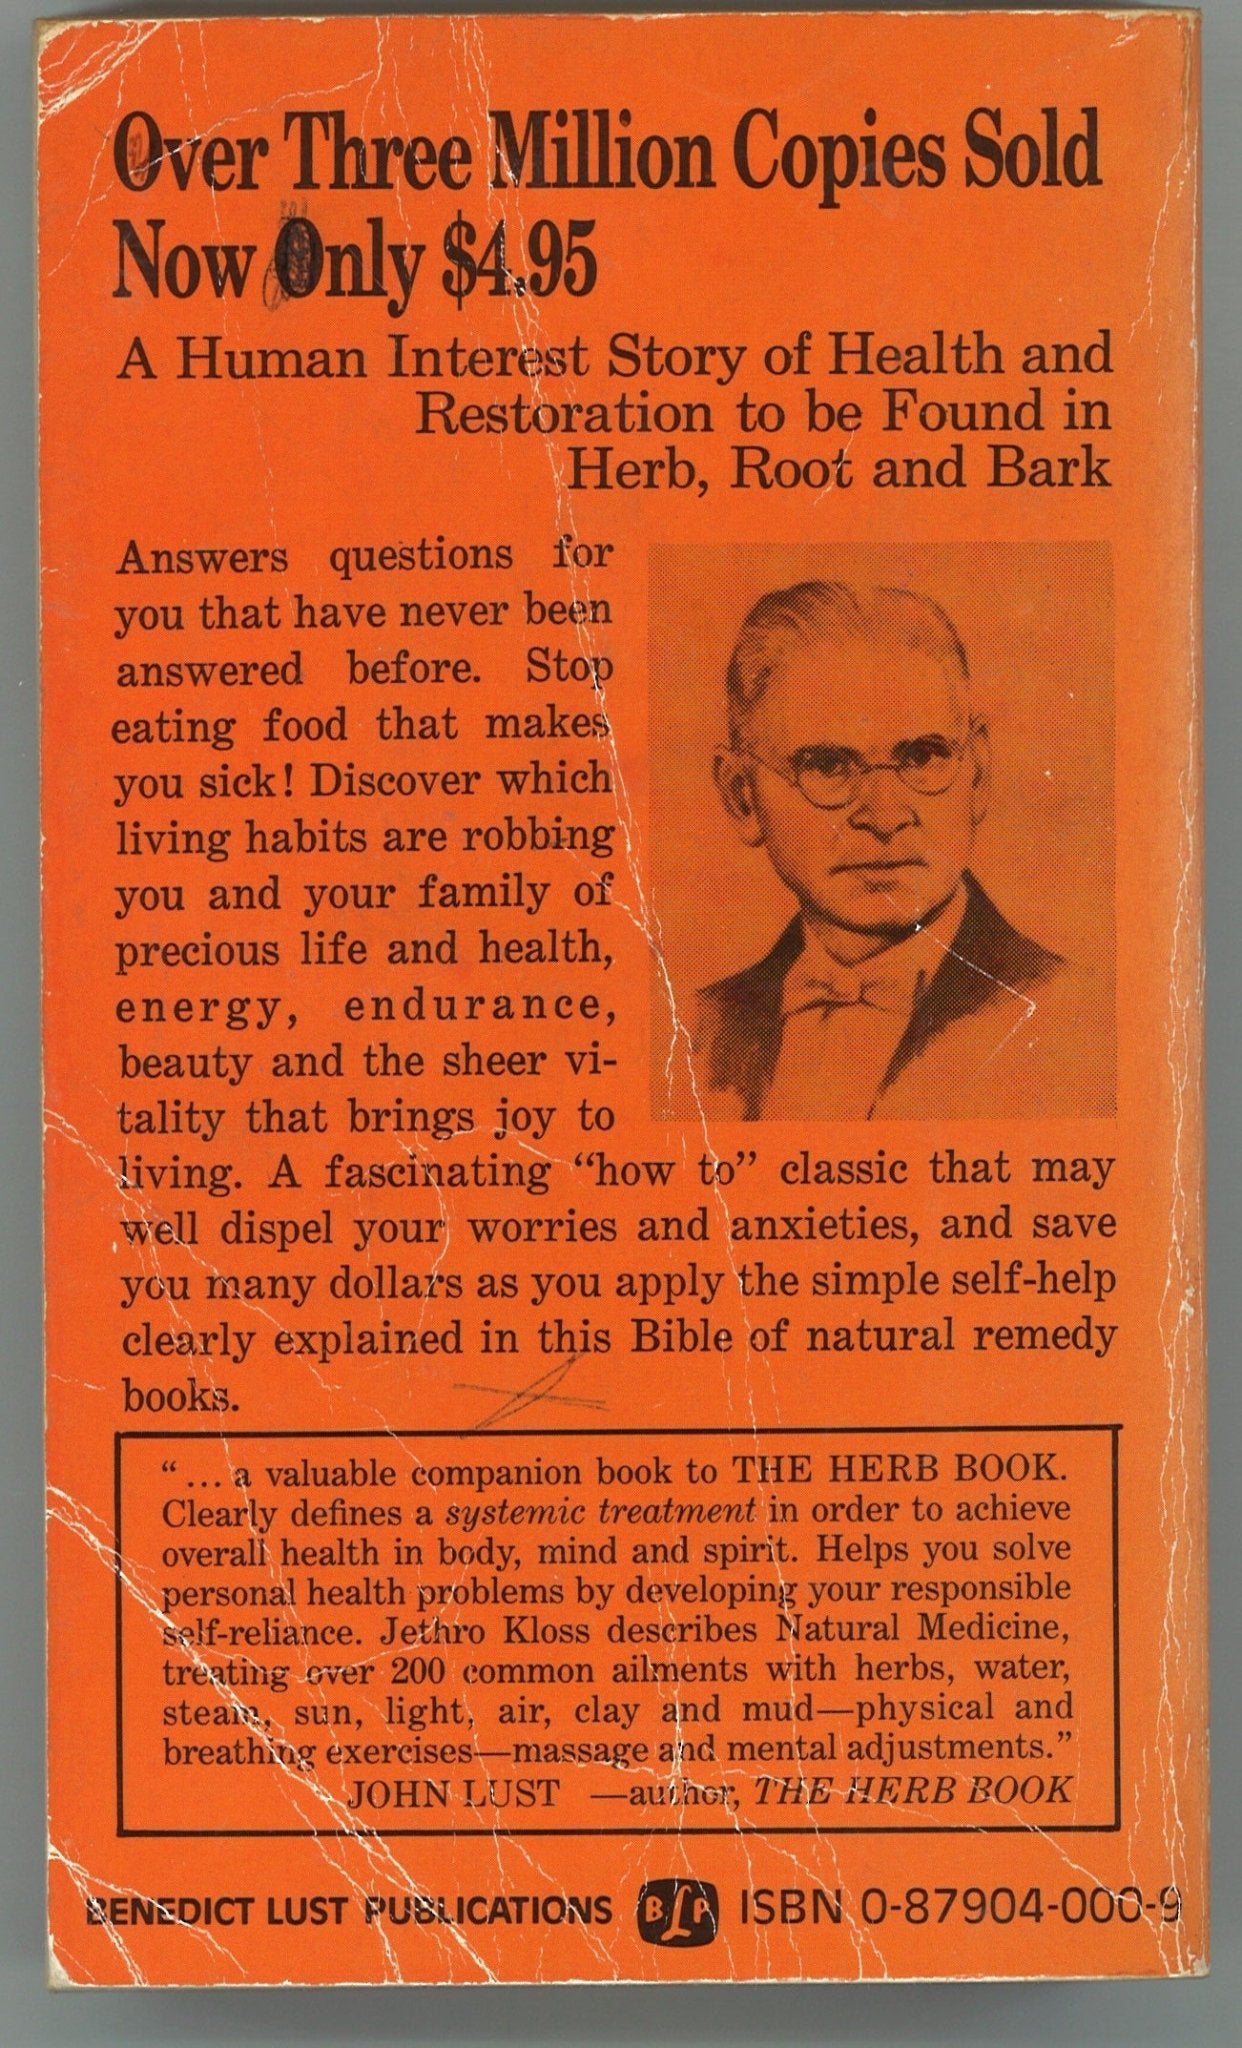 Over Three Million Copies Sold
Now Only $4.95
A Human Interest Story of Health and
Restoration to be Found in
Herb, Root and Bark
Answers questions for
you that have never been
answered before. Stop
eating food that makes
you sick! Discover which
living habits are robbing
you and your family of
precious life and health,
energy, endurance,
beauty and the sheer vi-
tality that brings joy to
living. A fascinating “how to” classic that may
well dispel your worries and anxieties, and save
you many dollars as you apply the simple self-help
clearly explained in this Bible of natural remedy
books.
“... a valuable companion book to THE HERB BOOK.
Clearly defines a systemic treatment in order to achieve
overall health in body, mind and spirit. Helps you solve
personal health problems by developing your responsible
self-reliance. Jethro Kloss describes Natural Medicine,
treating over 200 common ailments with herbs, water,
steam, sun, light, air, clay and mud—physical and
breathing exercises—massage and mental adjustments.”
JOHN LUST —author, THE HERB BOOK
BENEDICT LUST PUBLICATIONS BLP ISBN 0-87904-000-9